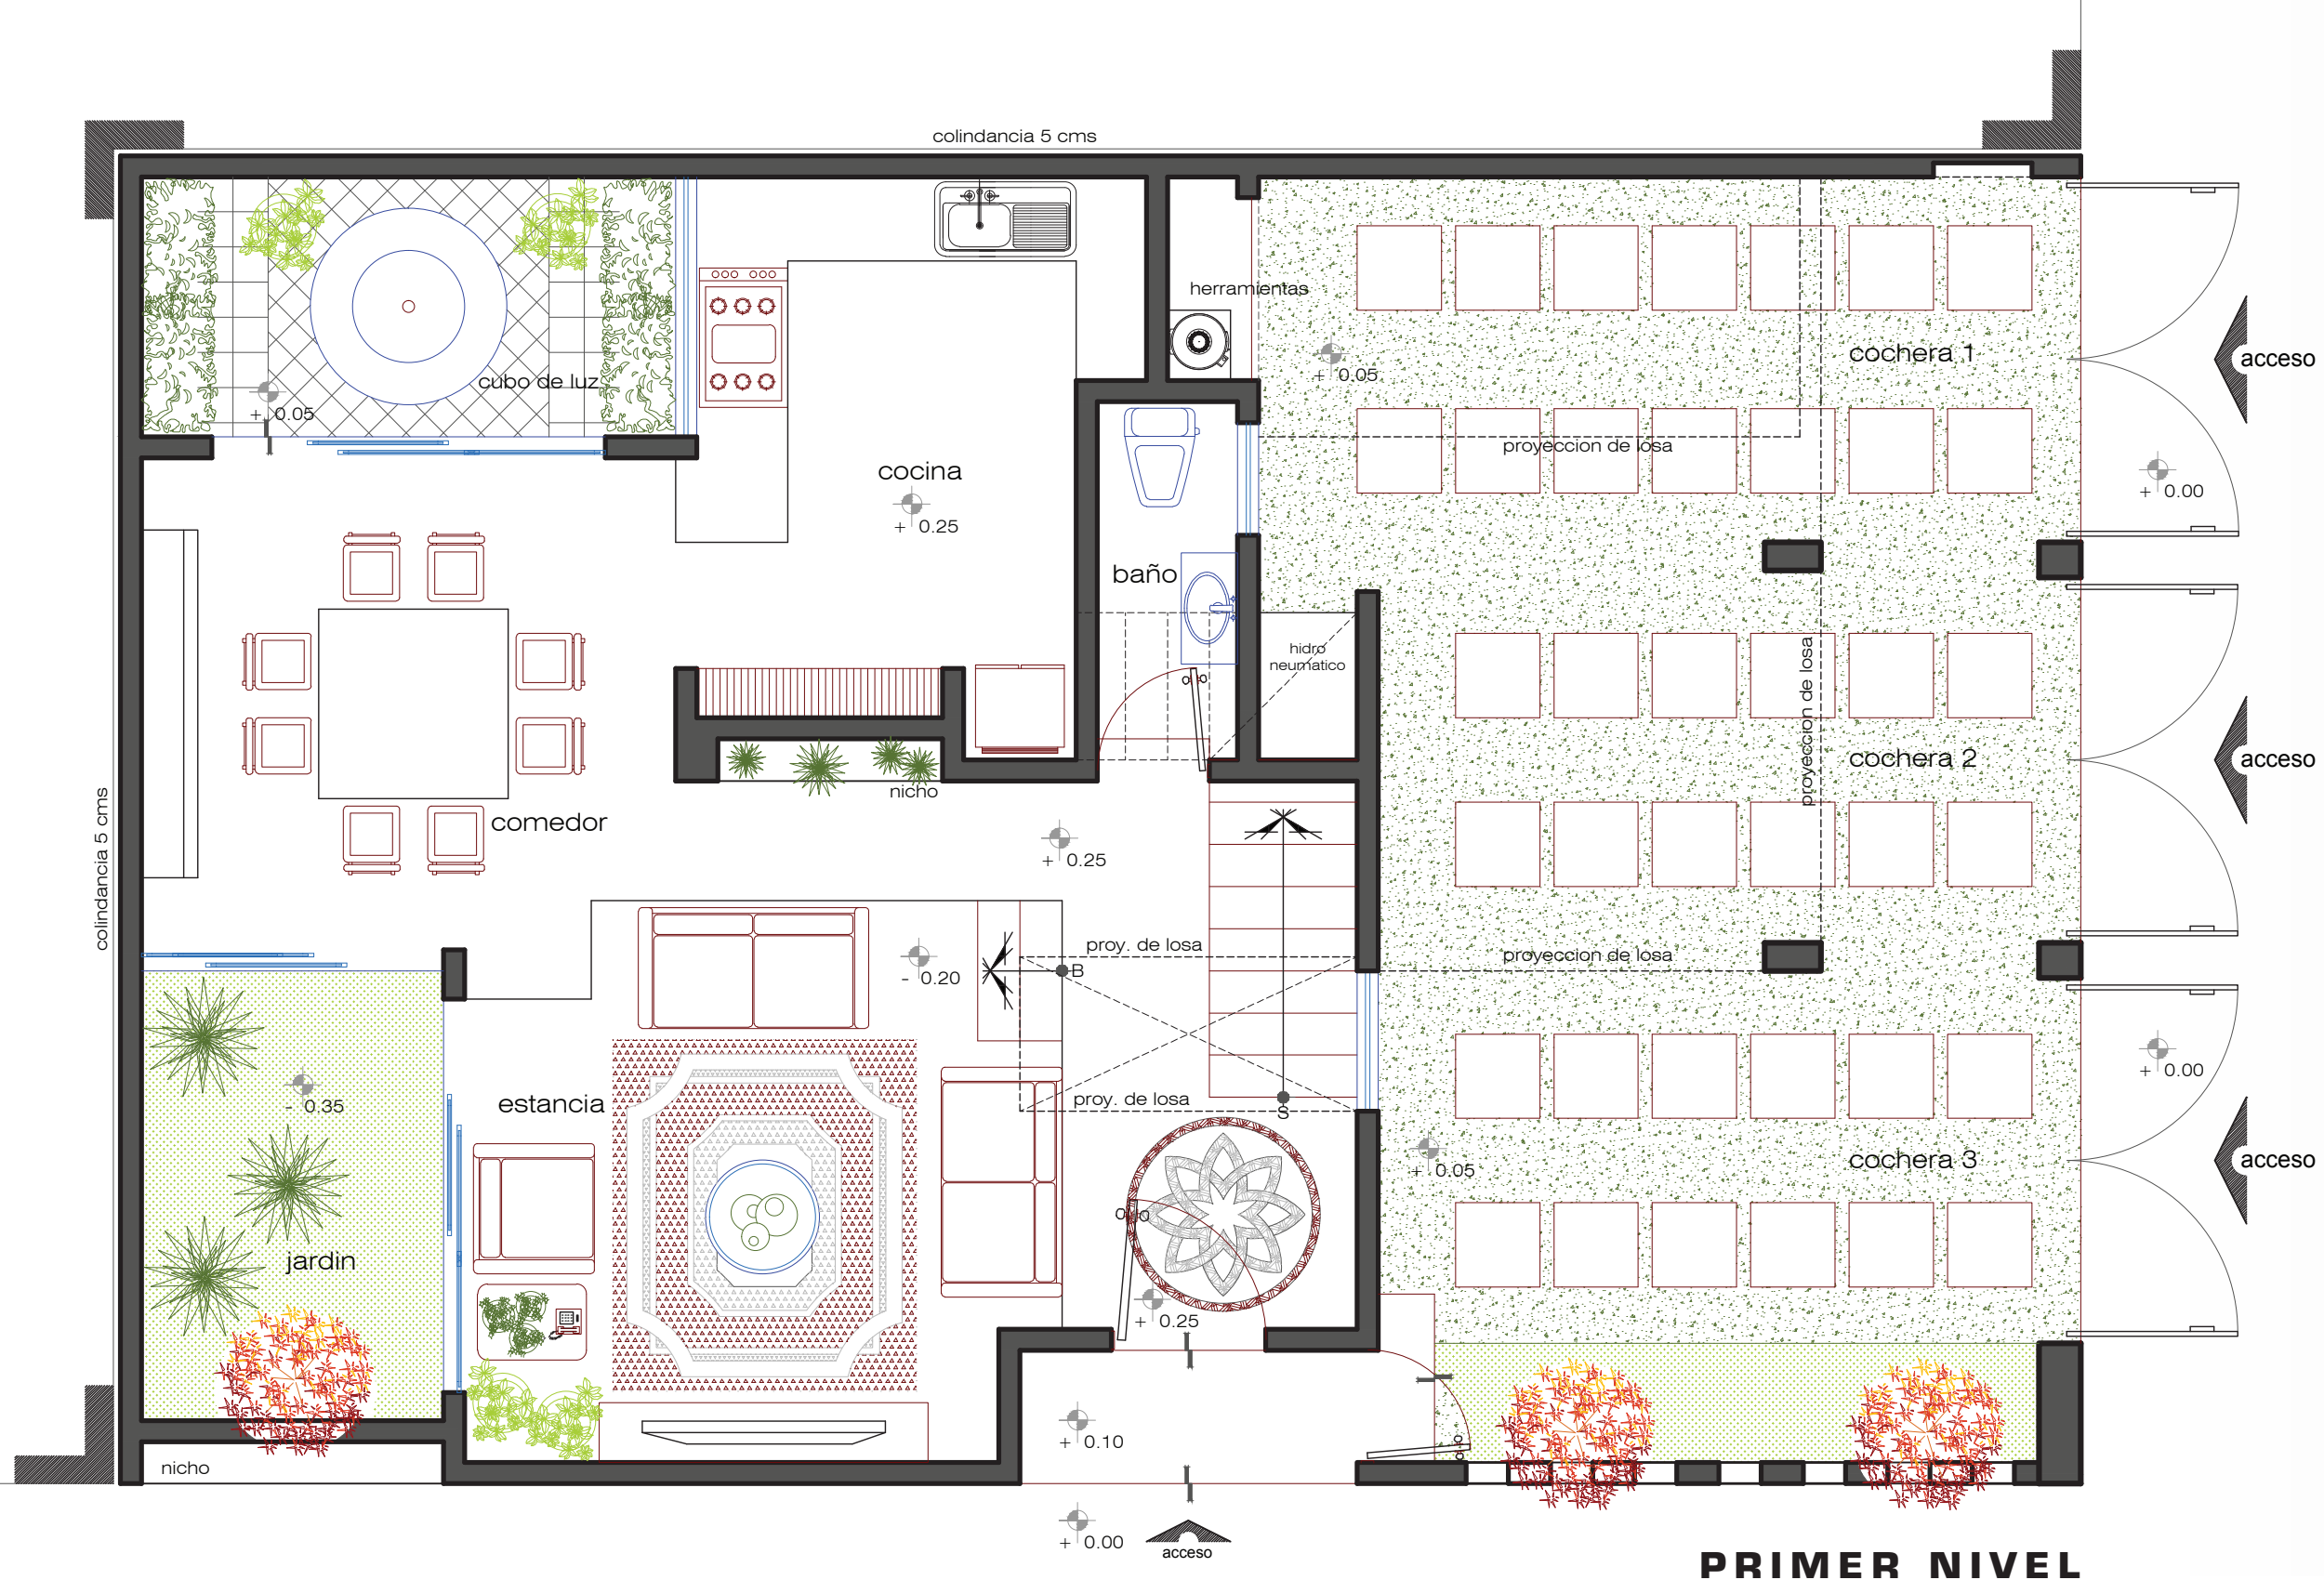 colindancia 5 cms
herramientas
cochera 1
acceso
+ 0.05
cubo de luz
+ 0.05
proyeccion de losa
cocina
+ 0.25
+ 0.00
baño
hidro
neumatico
proyeccion de losa
cochera 2
acceso
nicho
comedor
+ 0.25
colindancia 5 cms
proy. de losa
proyeccion de losa
- 0.20
B
+ 0.00
estancia
- 0.35
proy. de losa
S
cochera 3
acceso
+ 0.05
jardin
+ 0.25
+ 0.10
nicho
+ 0.00
acceso
PRIMER NIVEL